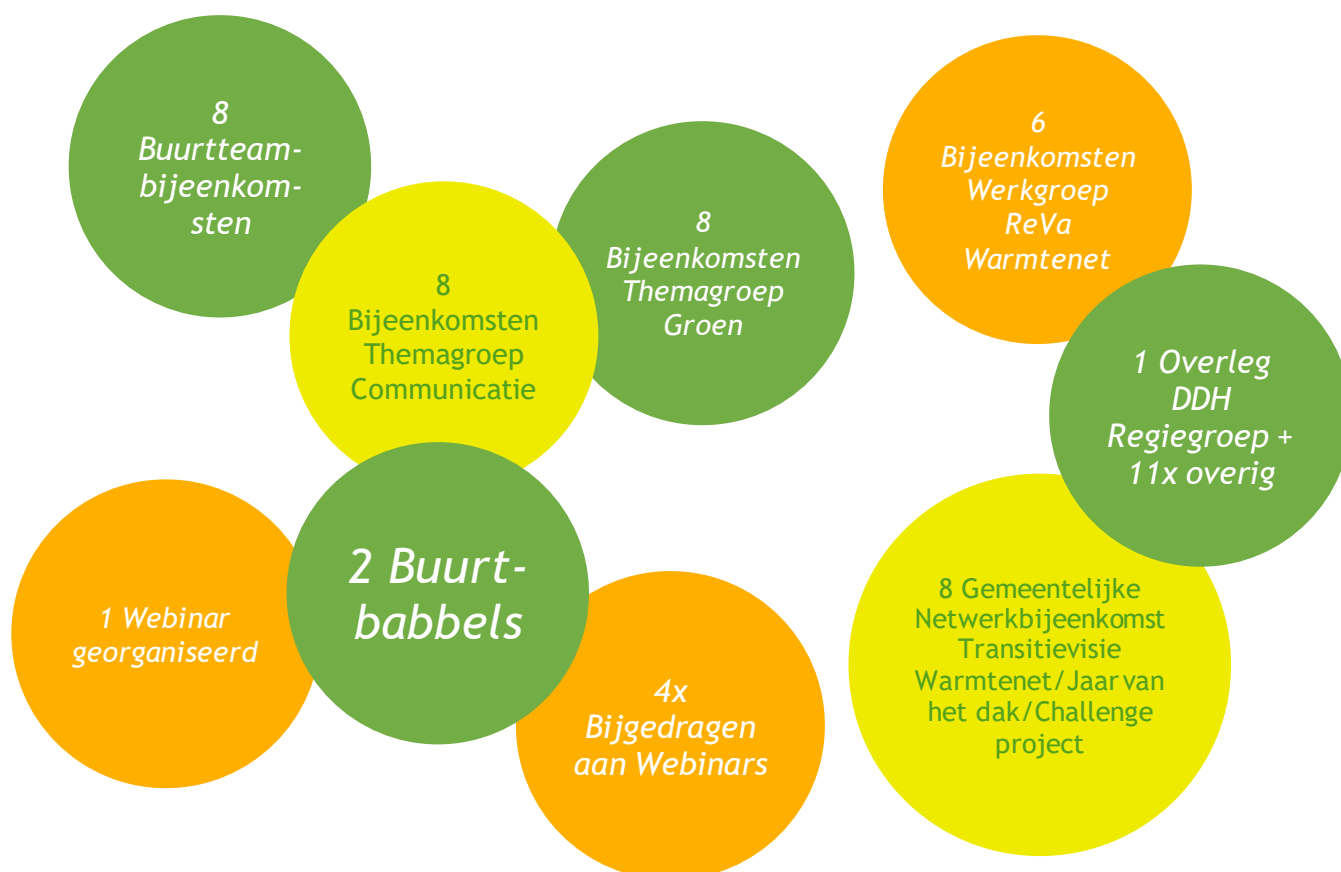 8
Buurtteam-
bijeenkom-
sten
8
Bijeenkomsten
Themagroep
Communicatie
8
Bijeenkomsten
Themagroep
Groen
6
Bijeenkomsten
Werkgroep
ReVa
Warmtenet
1 Overleg
DDH
Regiegroep +
11x overig
1 Webinar
georganiseerd
2 Buurt-
babbels
4x
Bijgedragen
aan Webinars
8 Gemeentelijke
Netwerkbijeenkomst
Transitievisie
Warmtenet/Jaar van
het dak/Challenge
project